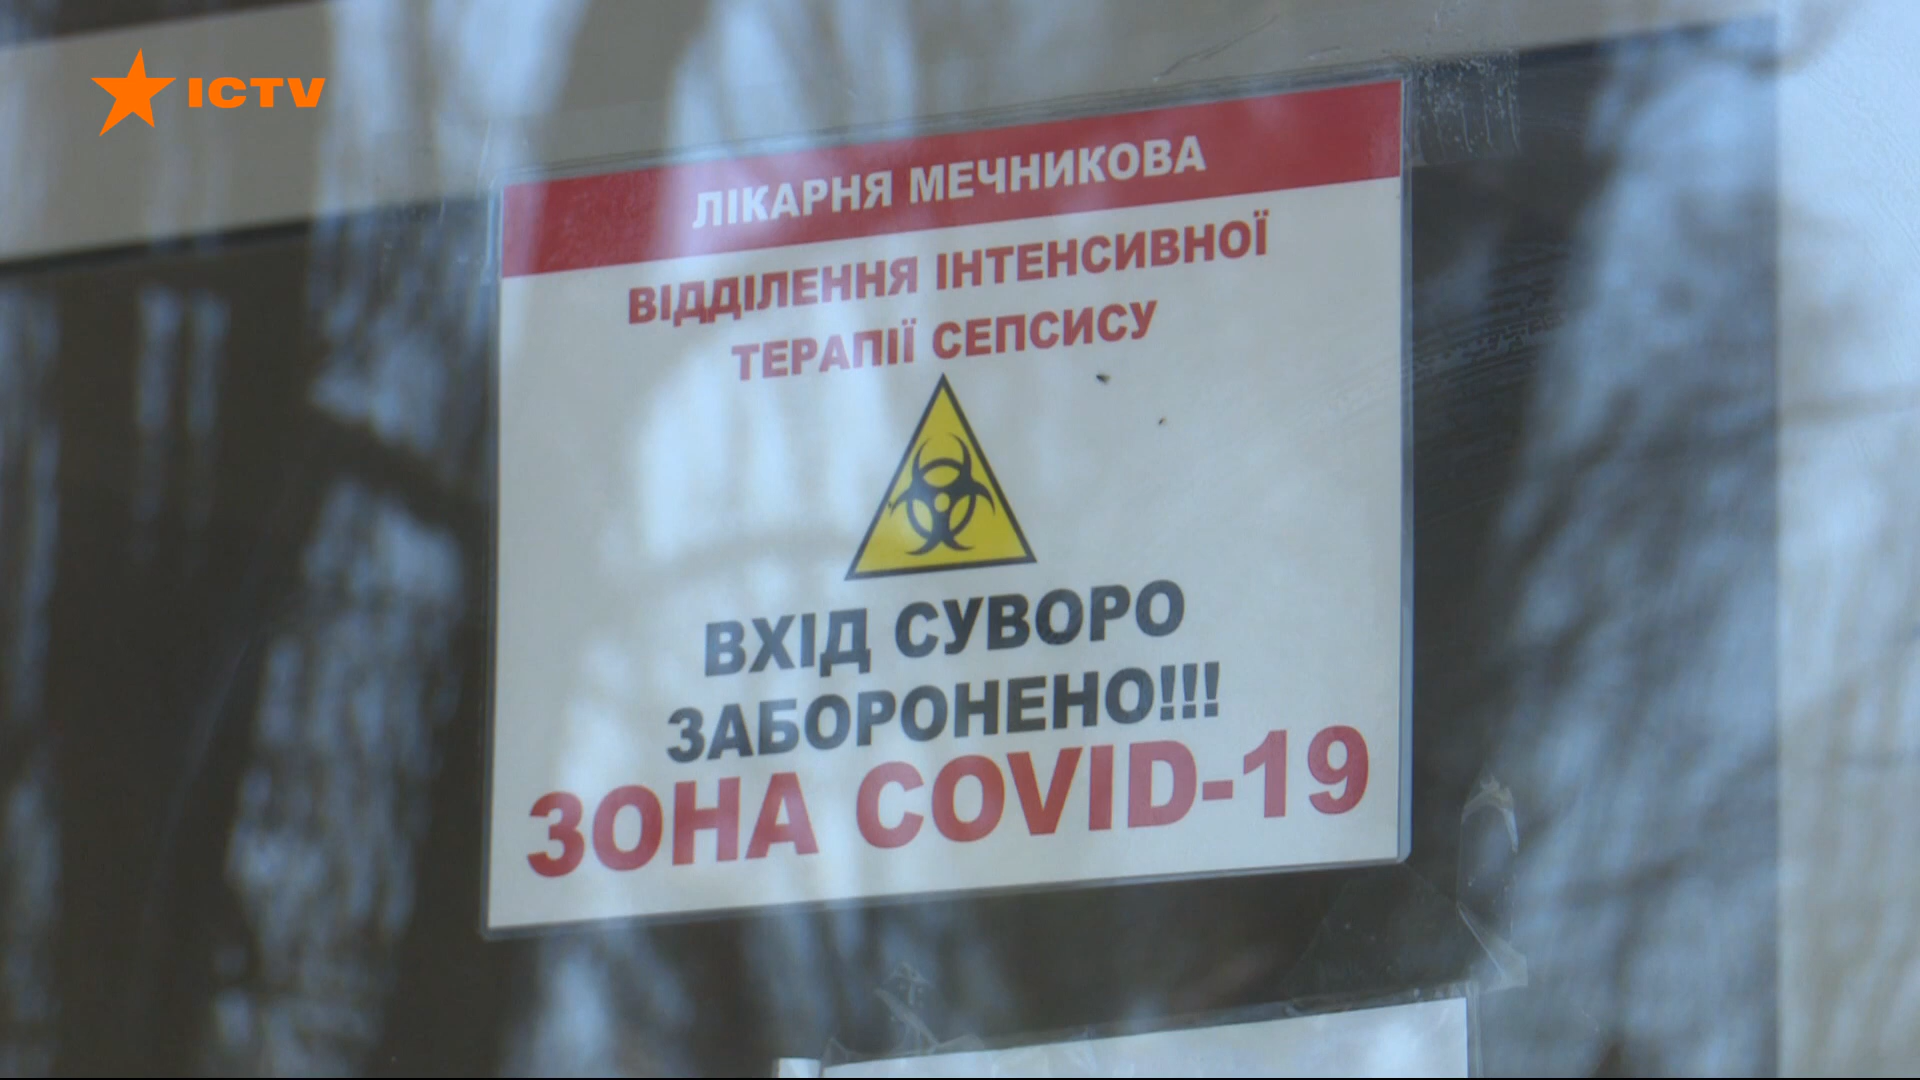 ICTV
ЛІКАРНЯ МЕЧНИКОВА
ВІДДІЛЕННЯ ІНТЕНСИВНОЇ
ТЕРАПІЇ СЕПСИСУ
ВХІД СУВОРО
ЗАБОРОНЕНО!!!
ЗОНА COVID-19